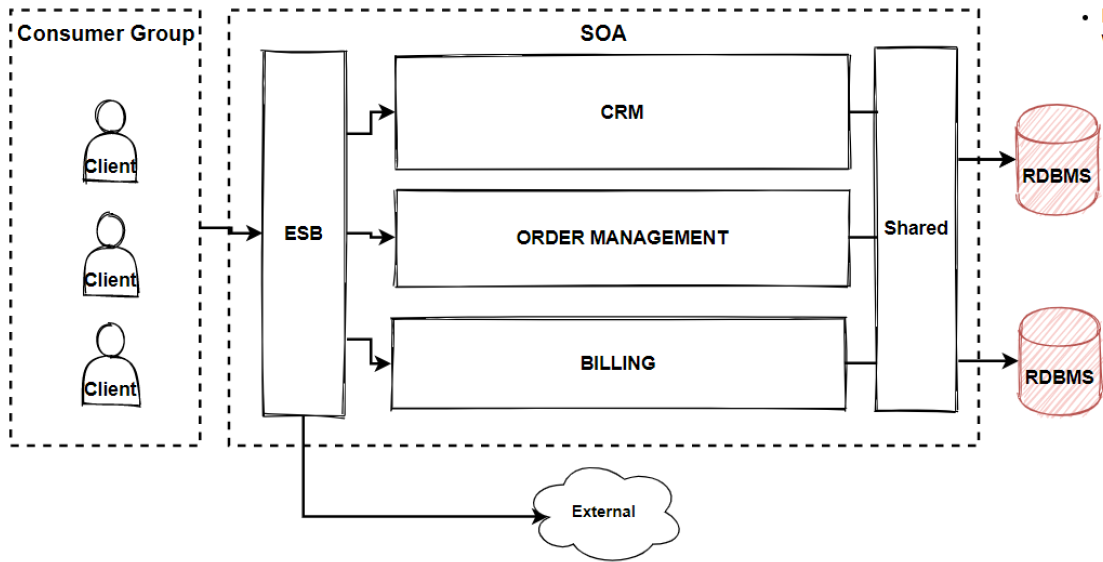 Consumer Group
SOA
Client
Client
Client
ESB
CRM
ORDER MANAGEMENT
BILLING
Shared
RDBMS
RDBMS
External